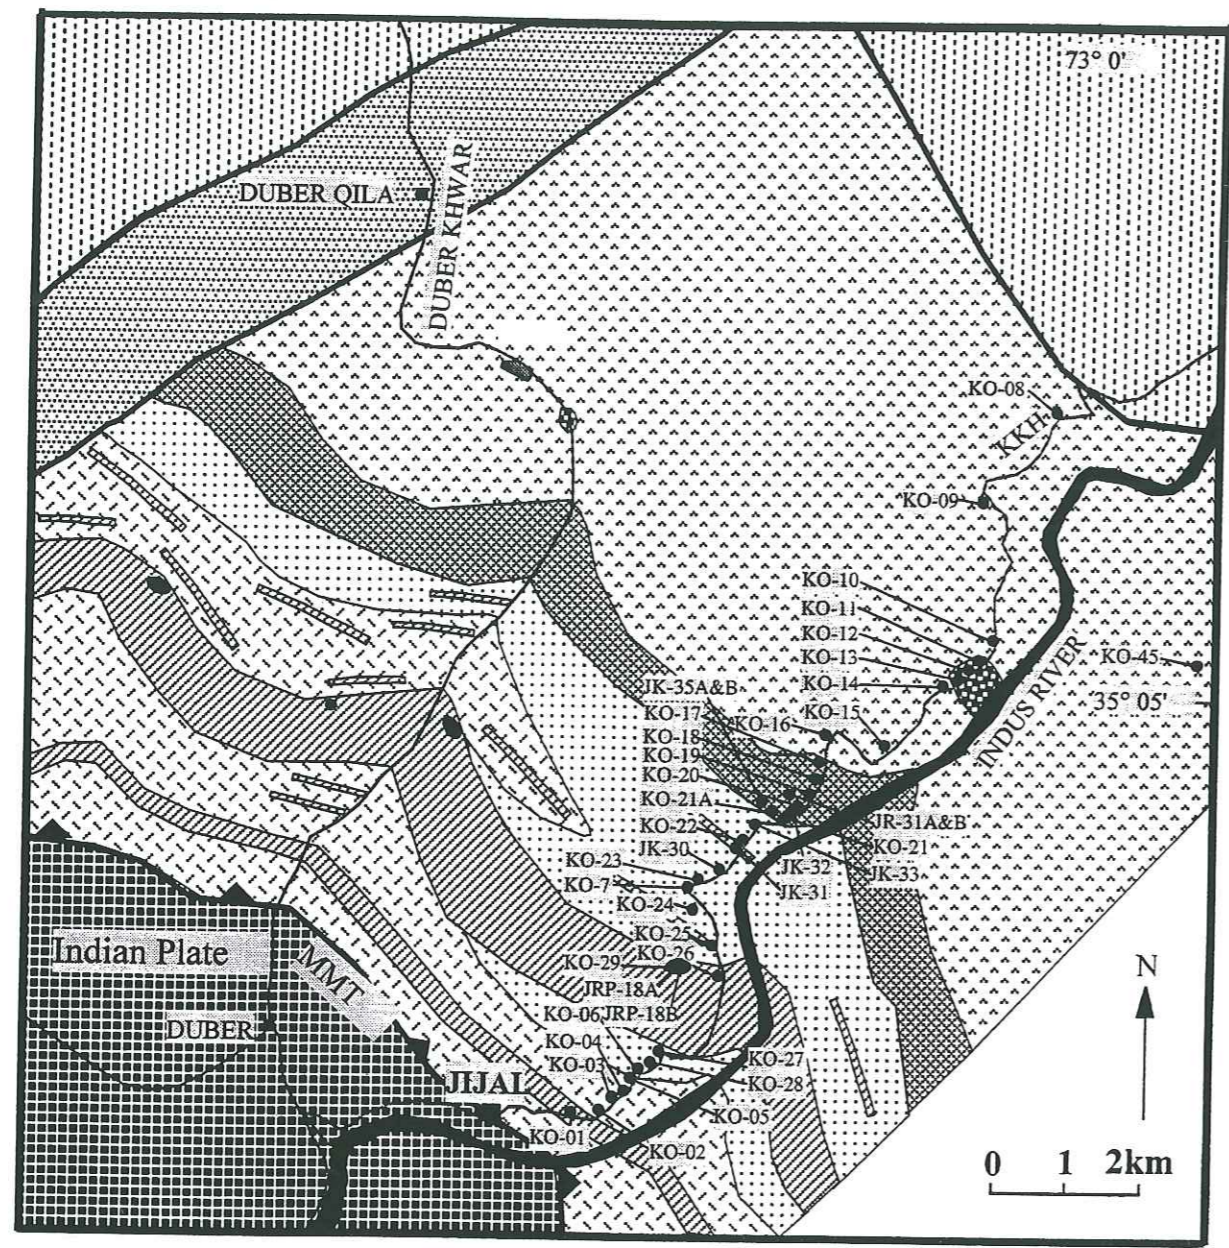 73° 0'
DUBER QILA
DUBER KHWAR
KO-08
KKH
KO-09
KO-10
KO-11
KO-12
KO-13
KO-14
KO-45
35° 05'
INDUS RIVER
JK-35A&B
KO-17
KO-16
KO-15
KO-18
KO-19
KO-20
KO-21A
JR-31A&B
KO-22
KO-21
JK-30
JK-32
JK-33
KO-23
JK-31
KO-7
KO-24
KO-25
KO-26
Indian Plate
MMT
KO-29
JRP-18A
KO-06
JRP-18B
DUBER
KO-04
KO-27
KO-03
KO-28
JIJAL
KO-05
KO-01
KO-02
N
0 1 2km